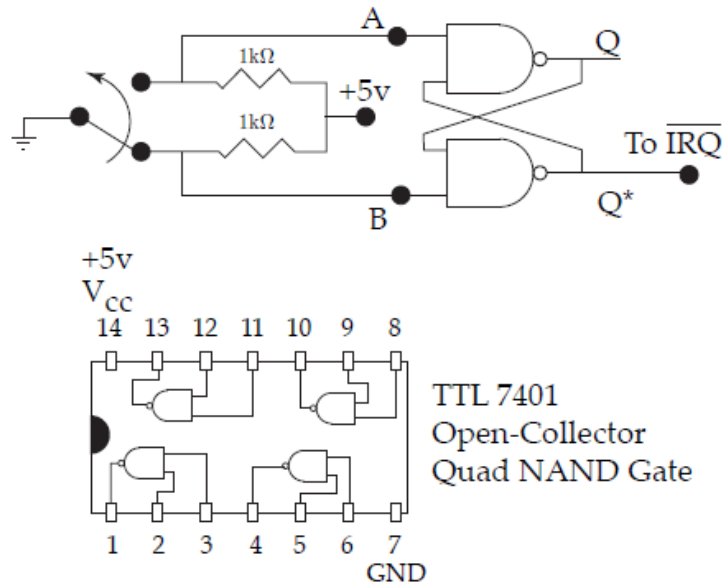 A
Q
1kΩ
+5v
1kΩ
To IRQ
B
Q*
+5v
VCC
14 13 12 11 10 9 8
TTL 7401
Open-Collector
Quad NAND Gate
1 2 3 4 5 6 7
GND